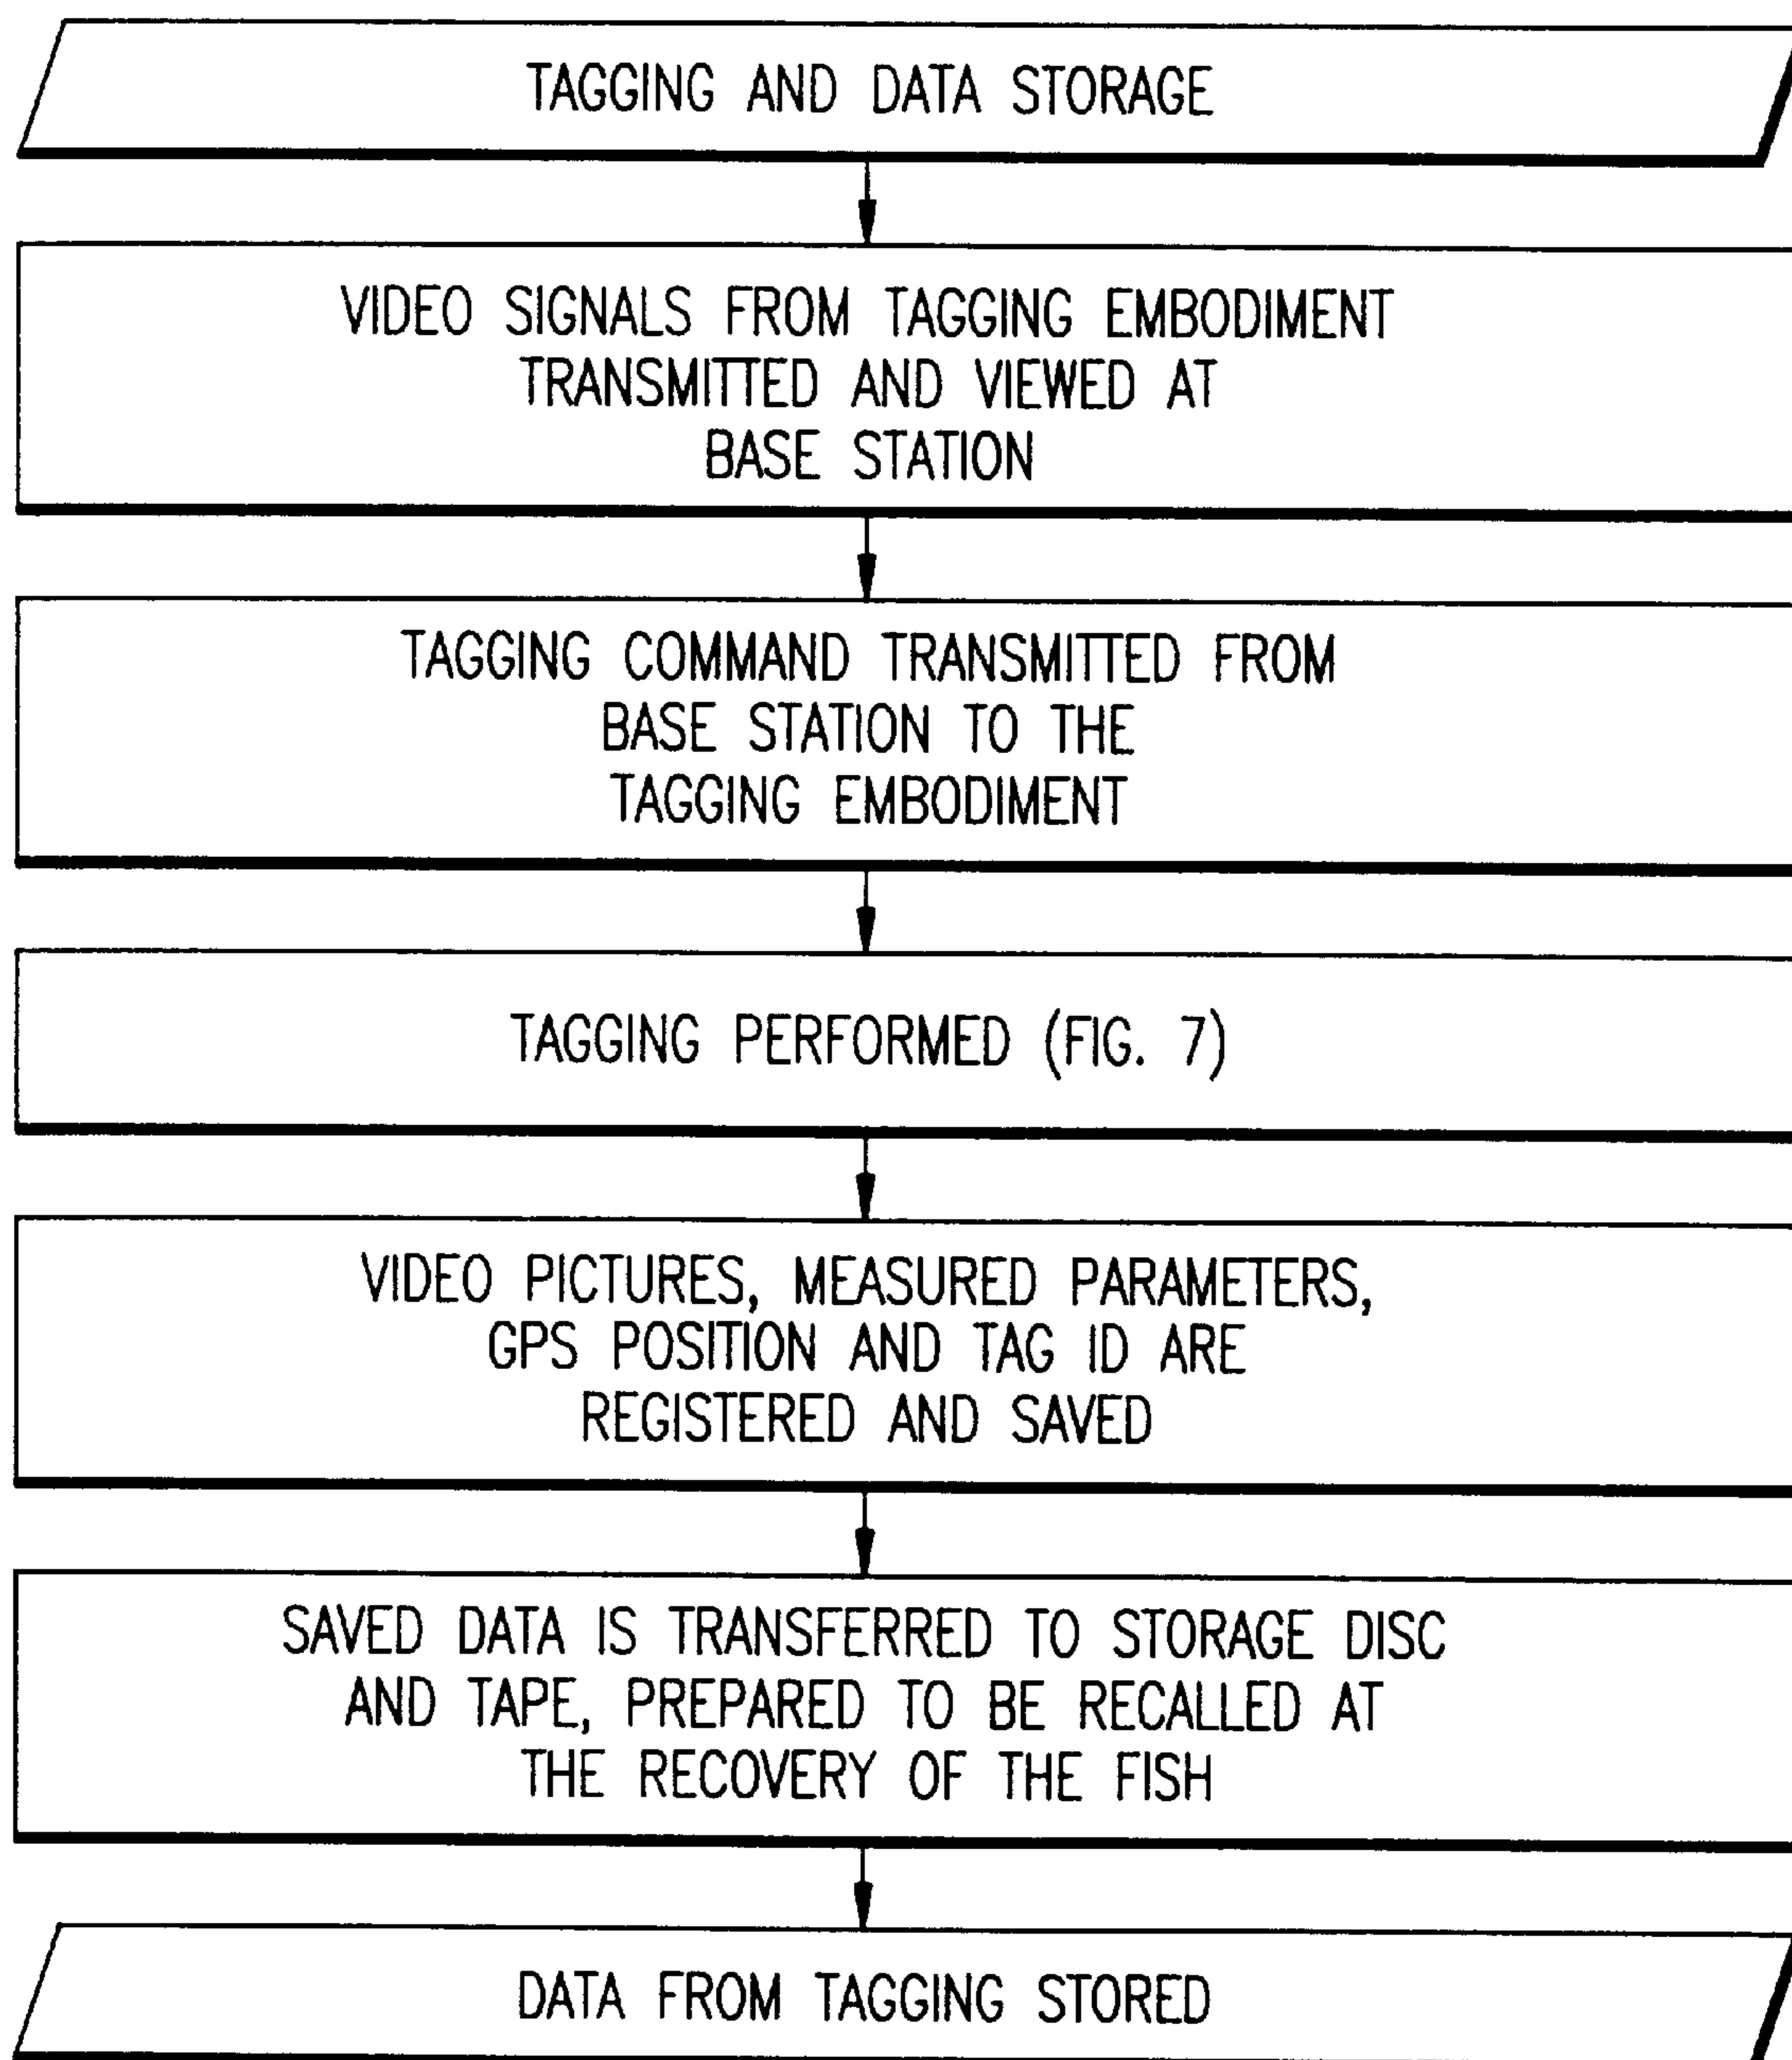 TAGGING AND DATA STORAGE
VIDEO SIGNALS FROM TAGGING EMBODIMENT
TRANSMITTED AND VIEWED AT
BASE STATION
TAGGING COMMAND TRANSMITTED FROM
BASE STATION TO THE
TAGGING EMBODIMENT
TAGGING PERFORMED (FIG. 7)
VIDEO PICTURES, MEASURED PARAMETERS,
GPS POSITION AND TAG ID ARE
REGISTERED AND SAVED
SAVED DATA IS TRANSFERRED TO STORAGE DISC
AND TAPE, PREPARED TO BE RECALLED AT
THE RECOVERY OF THE FISH
DATA FROM TAGGING STORED